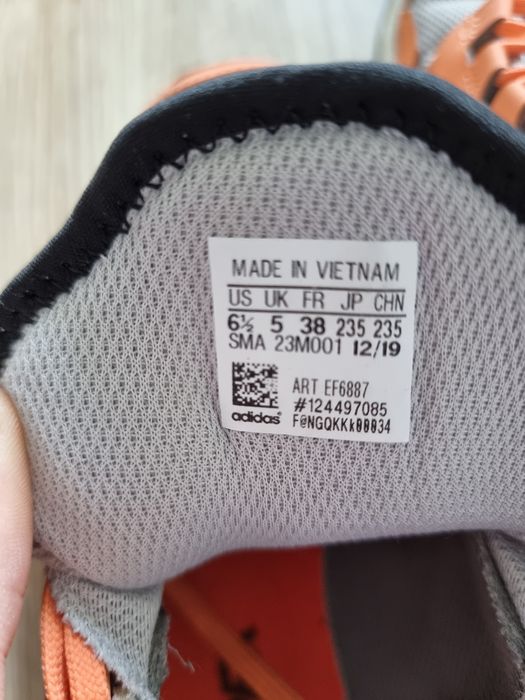 MADE IN VIETNAM
US UK FR JP CHN
6½ 5 38 235 235
SMA 23M001 12/19
ART EF6887
#124497085
adidas® F@NGQKKk00034